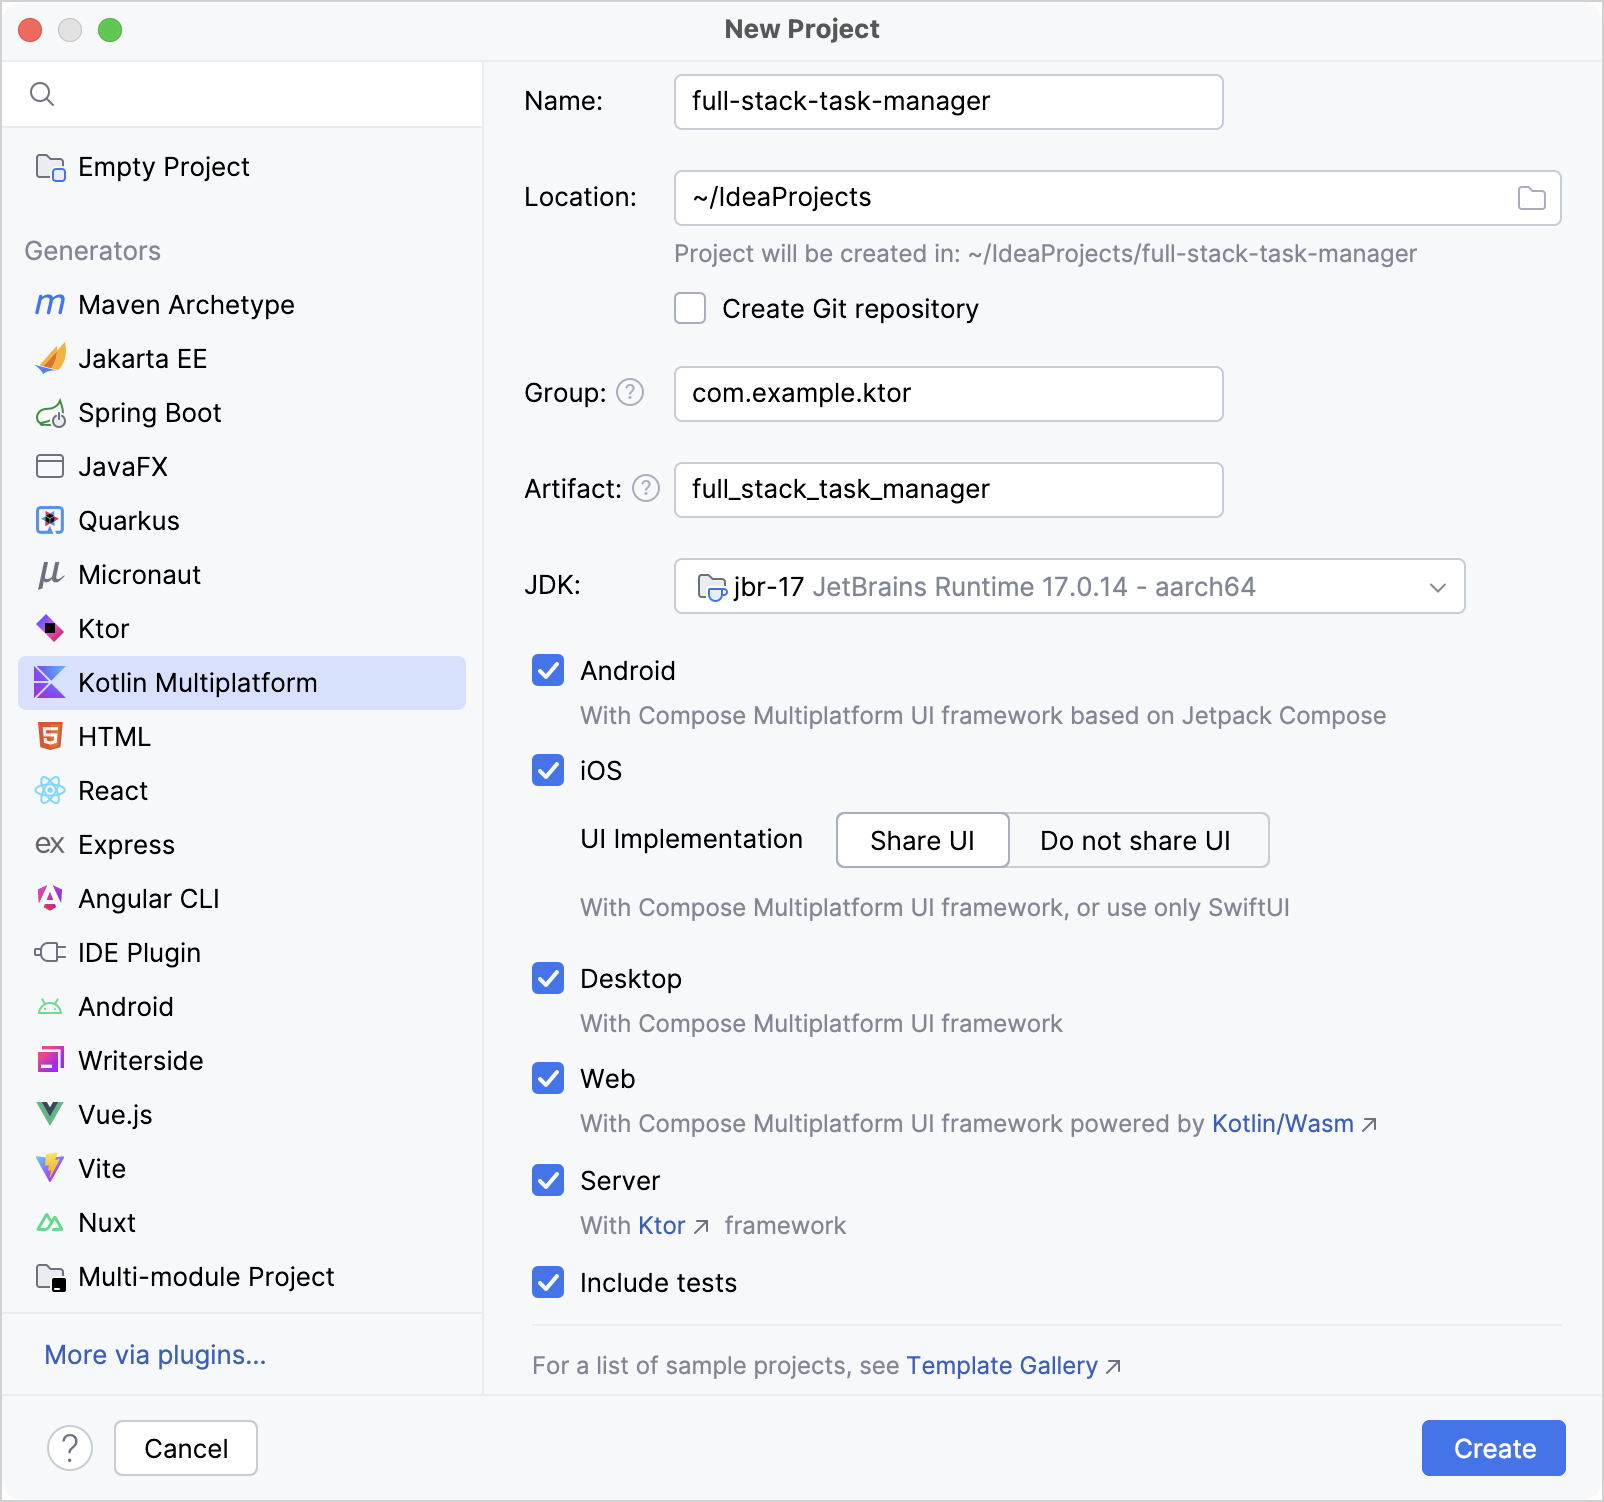 New Project
Empty Project
Generators
Maven Archetype
Jakarta EE
Spring Boot
JavaFX
Quarkus
Micronaut
Ktor
Kotlin Multiplatform
HTML
React
Express
Angular CLI
IDE Plugin
Android
Writerside
Vue.js
Vite
Nuxt
Multi-module Project
More via plugins...
Name: full-stack-task-manager
Location: ~/IdeaProjects
Project will be created in: ~/IdeaProjects/full-stack-task-manager
Create Git repository
Group: ? com.example.ktor
Artifact: ? full_stack_task_manager
JDK: jbr-17 JetBrains Runtime 17.0.14 - aarch64
Android
With Compose Multiplatform UI framework based on Jetpack Compose
iOS
UI Implementation Share UI Do not share UI
With Compose Multiplatform UI framework, or use only SwiftUI
Desktop
With Compose Multiplatform UI framework
Web
With Compose Multiplatform UI framework powered by Kotlin/Wasm ↗
Server
With Ktor ↗ framework
Include tests
For a list of sample projects, see Template Gallery ↗
? Cancel Create